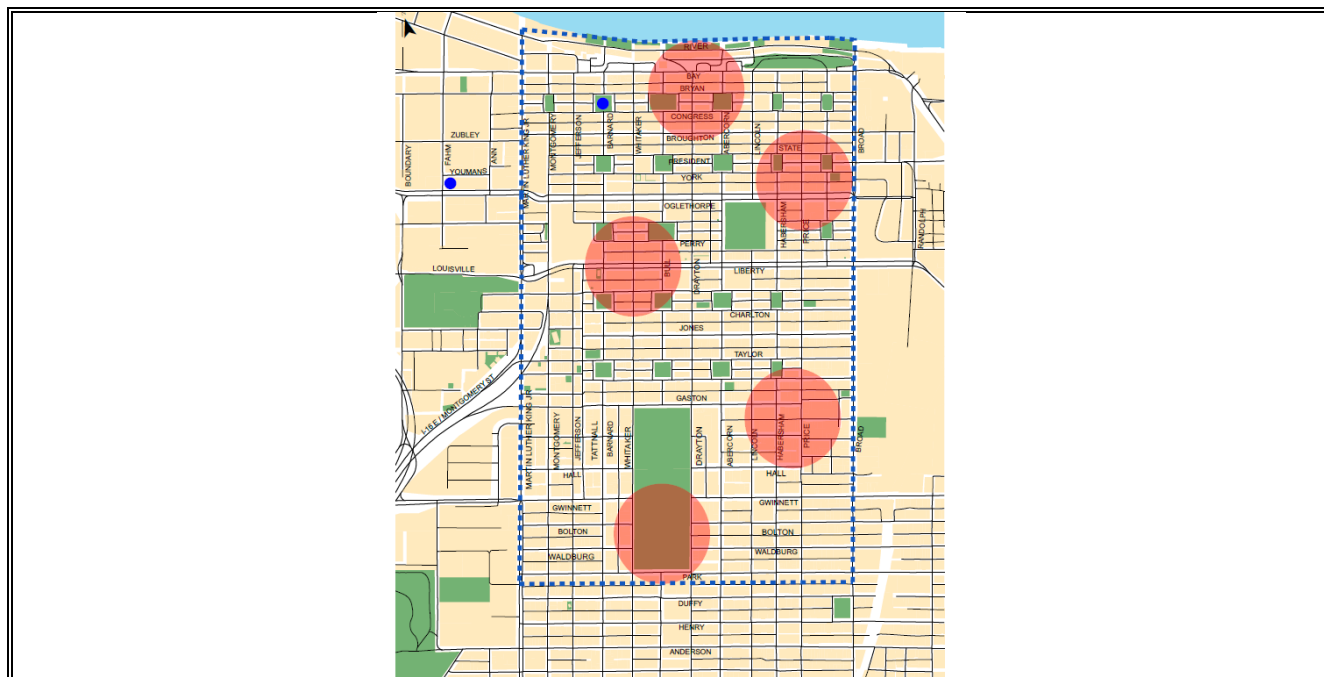 RIVER
BAY
BRYAN
CONGRESS
BROUGHTON
ABERCORN
LINCOLN
STATE
BROAD
ZUBLEY
BOUNDARY
FAHM
ANN
YOUMANS
MARTIN LUTHER KING JR
MONTGOMERY
JEFFERSON
BARNARD
WHITAKER
PRESIDENT
YORK
OGLETHORPE
HABERSHAM
PRICE
RANDOLPH
PERRY
BULL
DRAYTON
LIBERTY
LOUISVILLE
CHARLTON
JONES
TAYLOR
GASTON
I-16 E / MONTGOMERY ST
MARTIN LUTHER KING JR
MONTGOMERY
JEFFERSON
TATTNALL
BARNARD
WHITAKER
DRAYTON
ABERCORN
LINCOLN
HABERSHAM
PRICE
BROAD
HALL
HALL
GWINNETT
GWINNETT
BOLTON
BOLTON
WALDBURG
WALDBURG
PARK
DUFFY
HENRY
ANDERSON